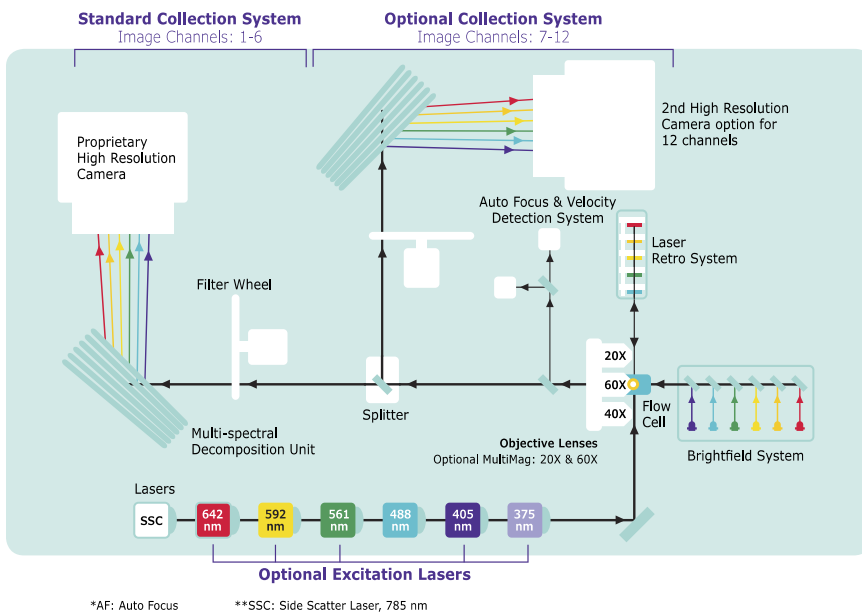 Standard Collection System
Image Channels: 1-6
Optional Collection System
Image Channels: 7-12
Proprietary
High Resolution
Camera
2nd High Resolution
Camera option for
12 channels
Auto Focus & Velocity
Detection System
Laser
Retro System
Filter Wheel
20X
60X
40X
Splitter
Flow
Cell
Multi-spectral
Decomposition Unit
Objective Lenses
Optional MultiMag: 20X & 60X
Brightfield System
Lasers
SSC
642
nm
592
nm
561
nm
488
nm
405
nm
375
nm
Optional Excitation Lasers
*AF: Auto Focus
**SSC: Side Scatter Laser, 785 nm